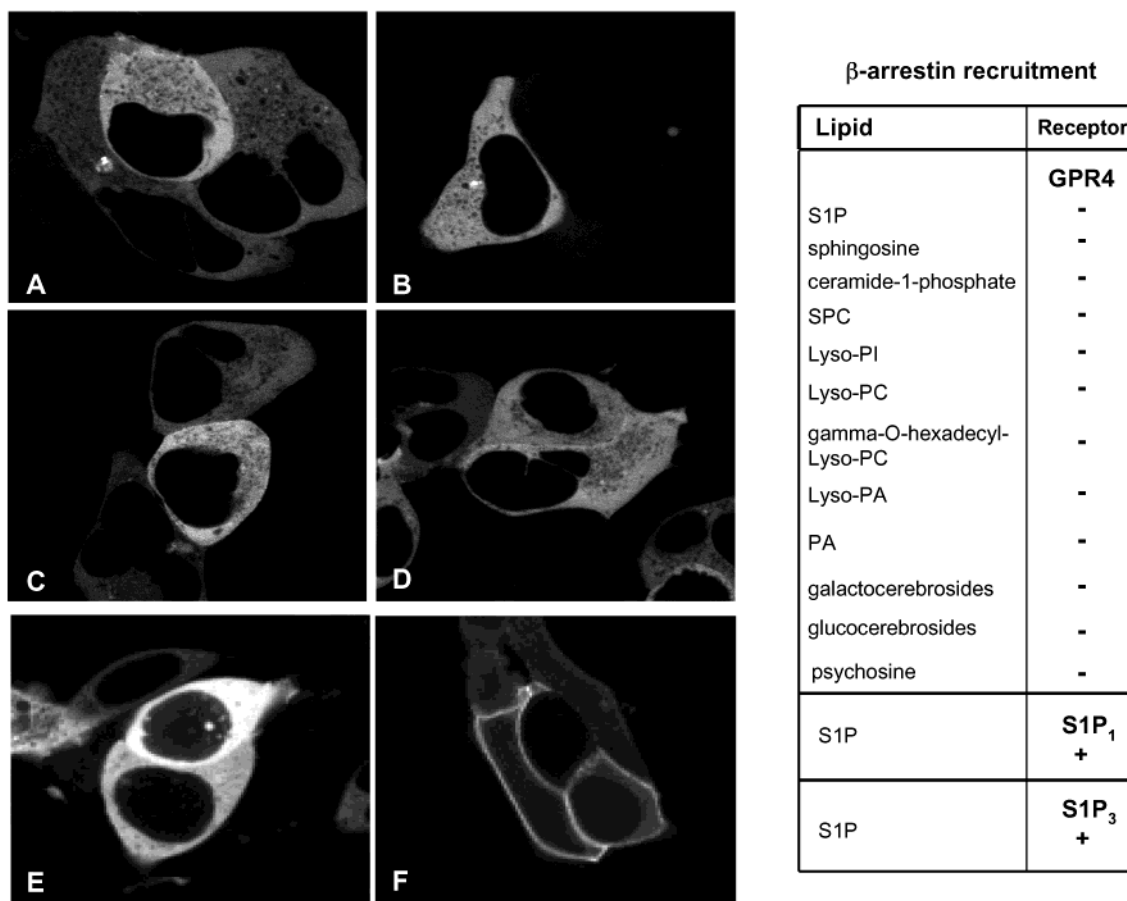 A
B
C
D
E
F
β-arrestin recruitment
Lipid Receptor
GPR4
S1P -
sphingosine -
ceramide-1-phosphate -
SPC -
Lyso-PI -
Lyso-PC -
gamma-O-hexadecyl-
Lyso-PC -
Lyso-PA -
PA -
galactocerebrosides -
glucocerebrosides -
psychosine -
S1P S1P₁
+
S1P S1P₃
+